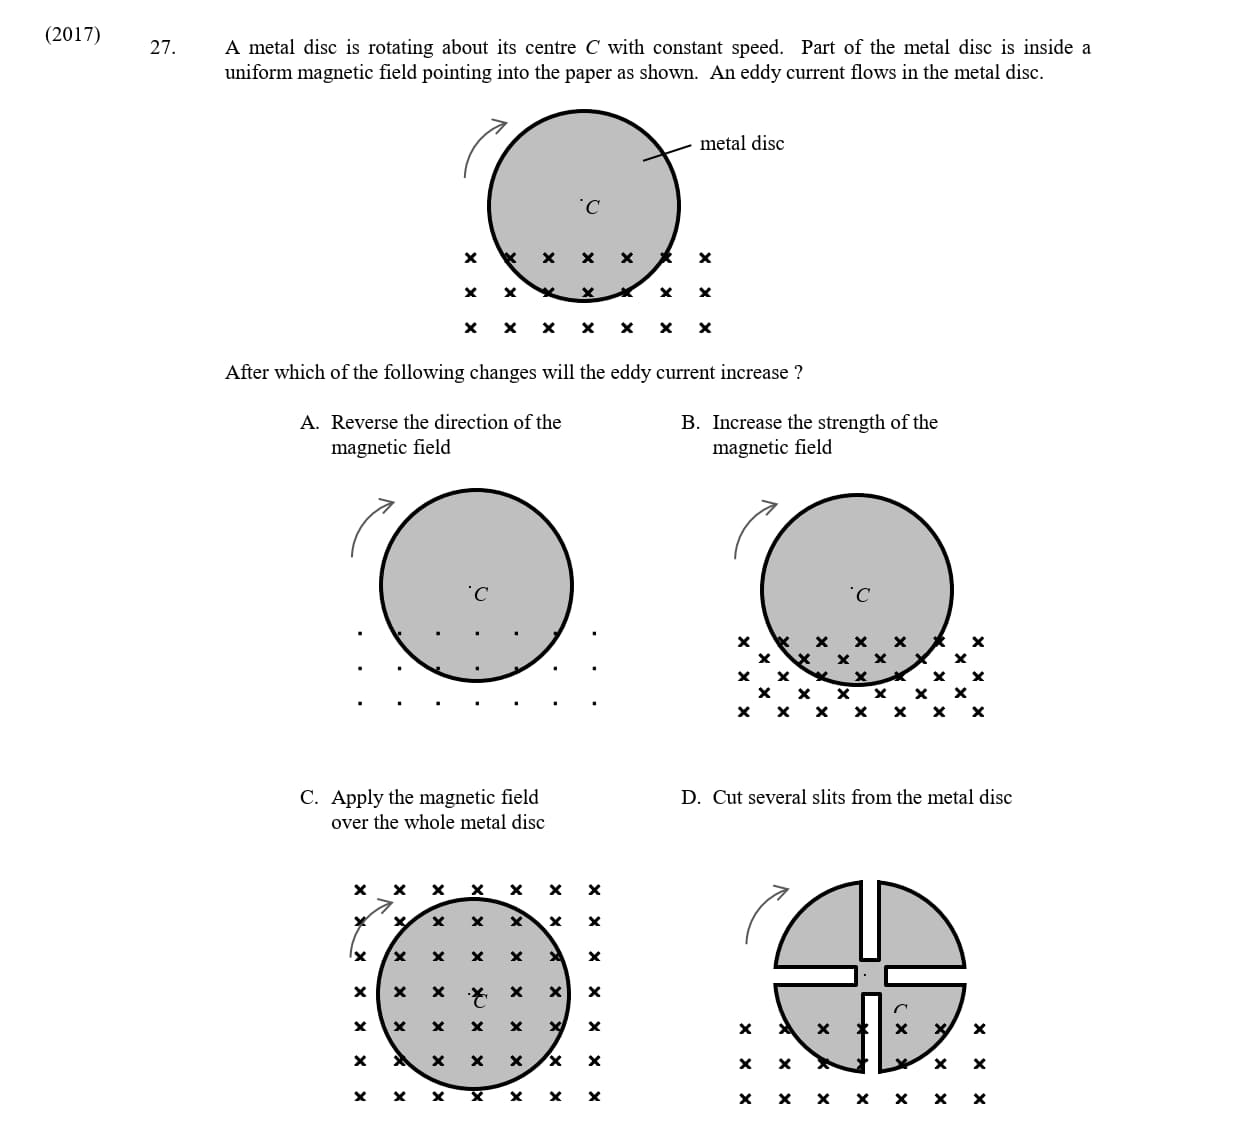 (2017)
27. A metal disc is rotating about its centre C with constant speed. Part of the metal disc is inside a
uniform magnetic field pointing into the paper as shown. An eddy current flows in the metal disc.
metal disc
C
After which of the following changes will the eddy current increase ?
A. Reverse the direction of the
magnetic field
B. Increase the strength of the
magnetic field
C
C
C. Apply the magnetic field
over the whole metal disc
D. Cut several slits from the metal disc
C
C